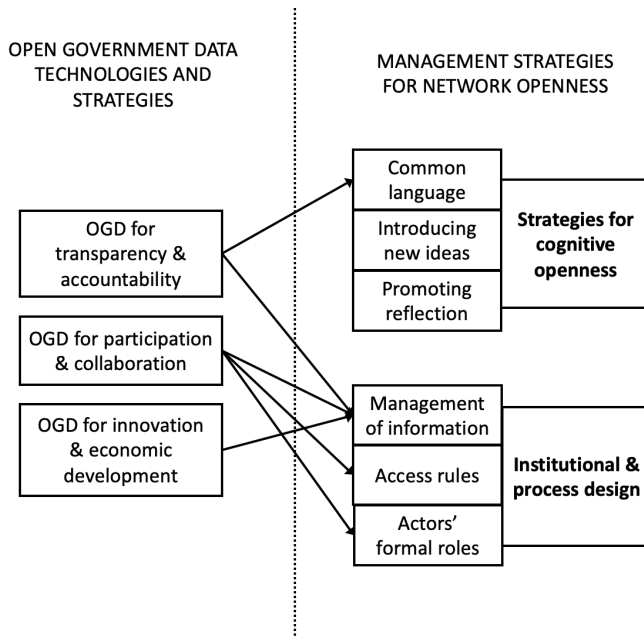 OPEN GOVERNMENT DATA
TECHNOLOGIES AND
STRATEGIES
MANAGEMENT STRATEGIES
FOR NETWORK OPENNESS
OGD for
transparency &
accountability
OGD for participation
& collaboration
OGD for innovation
& economic
development
Common
language
Introducing
new ideas
Promoting
reflection
Strategies for
cognitive
openness
Management
of information
Access rules
Actors’
formal roles
Institutional &
process design